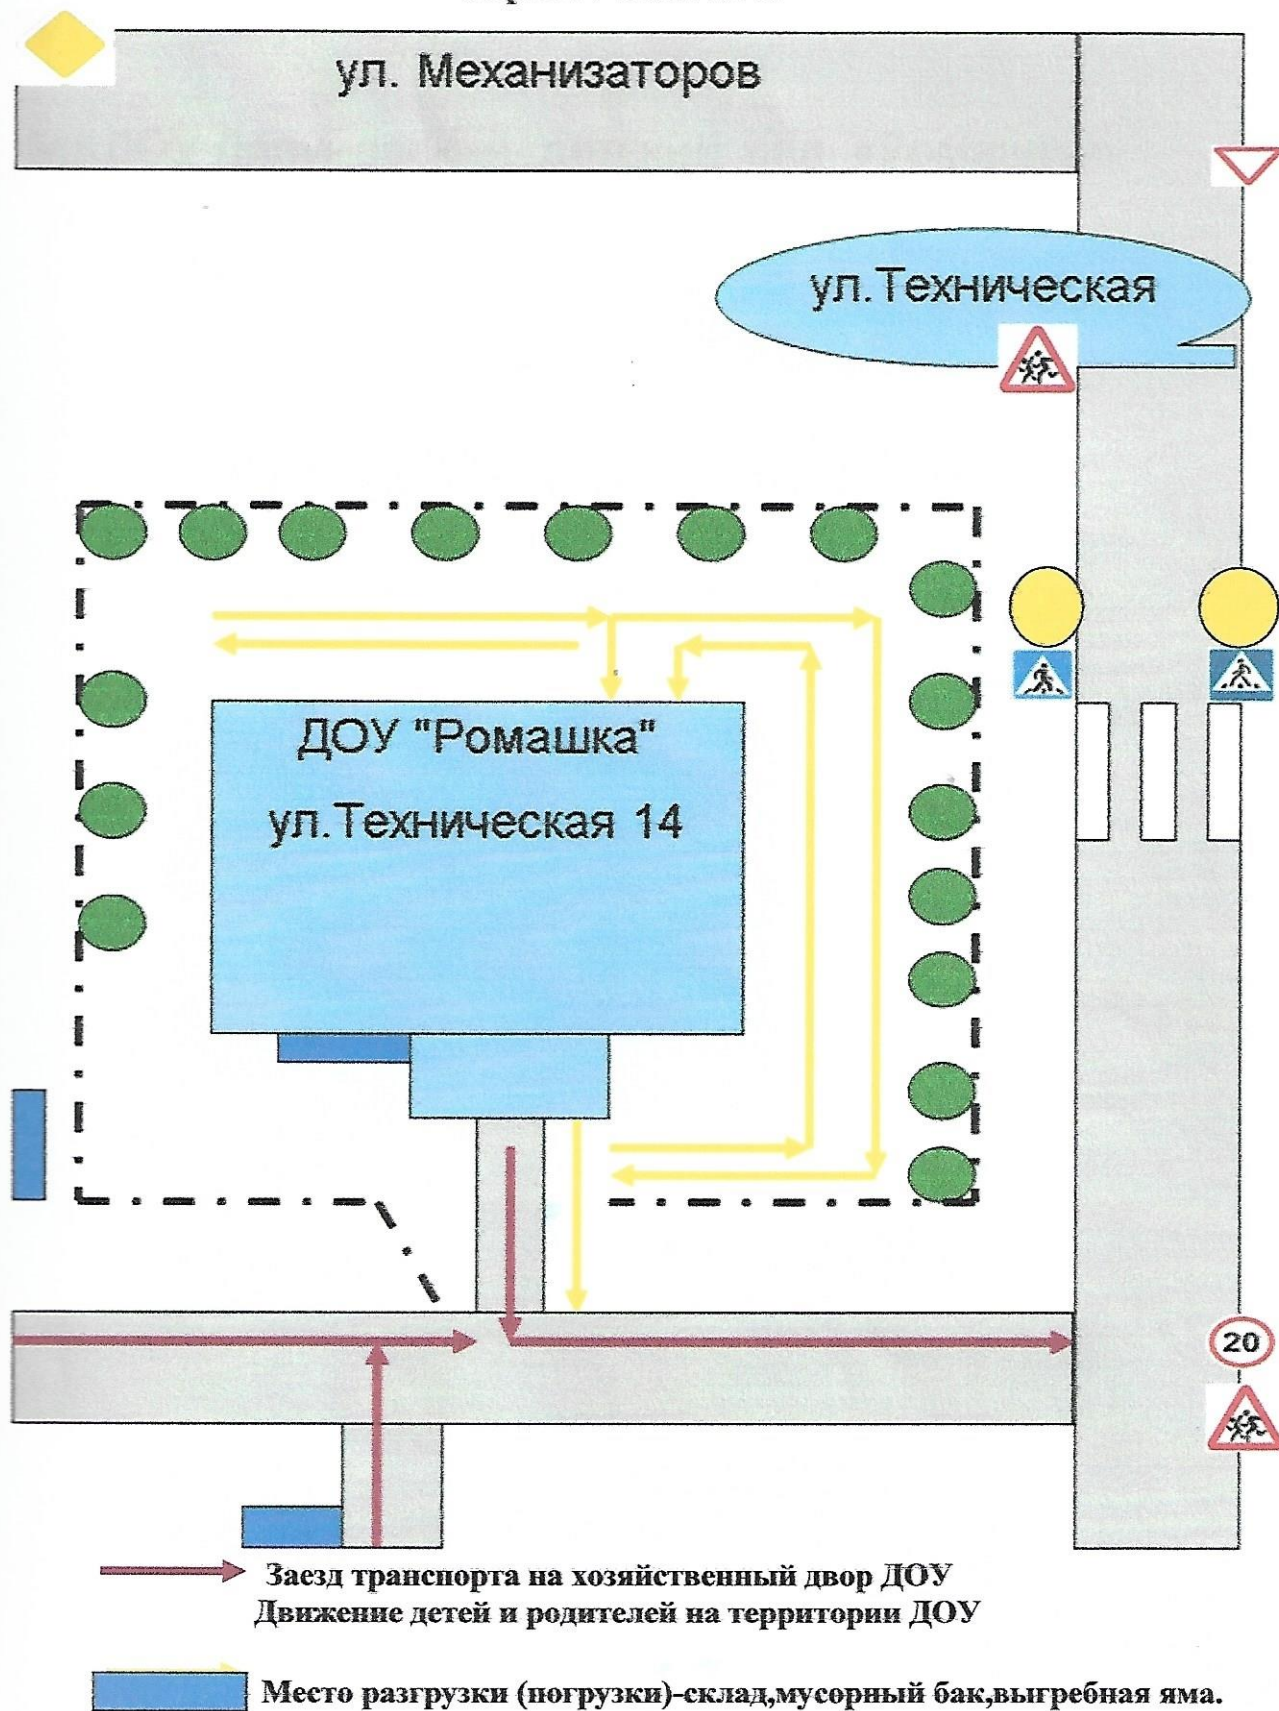 ул. Механизаторов
ул.Техническая
ДОУ "Ромашка"
ул.Техническая 14
20
Заезд транспорта на хозяйственный двор ДОУ
Движение детей и родителей на территории ДОУ
Место разгрузки (погрузки)-склад,мусорный бак,выгребная яма.